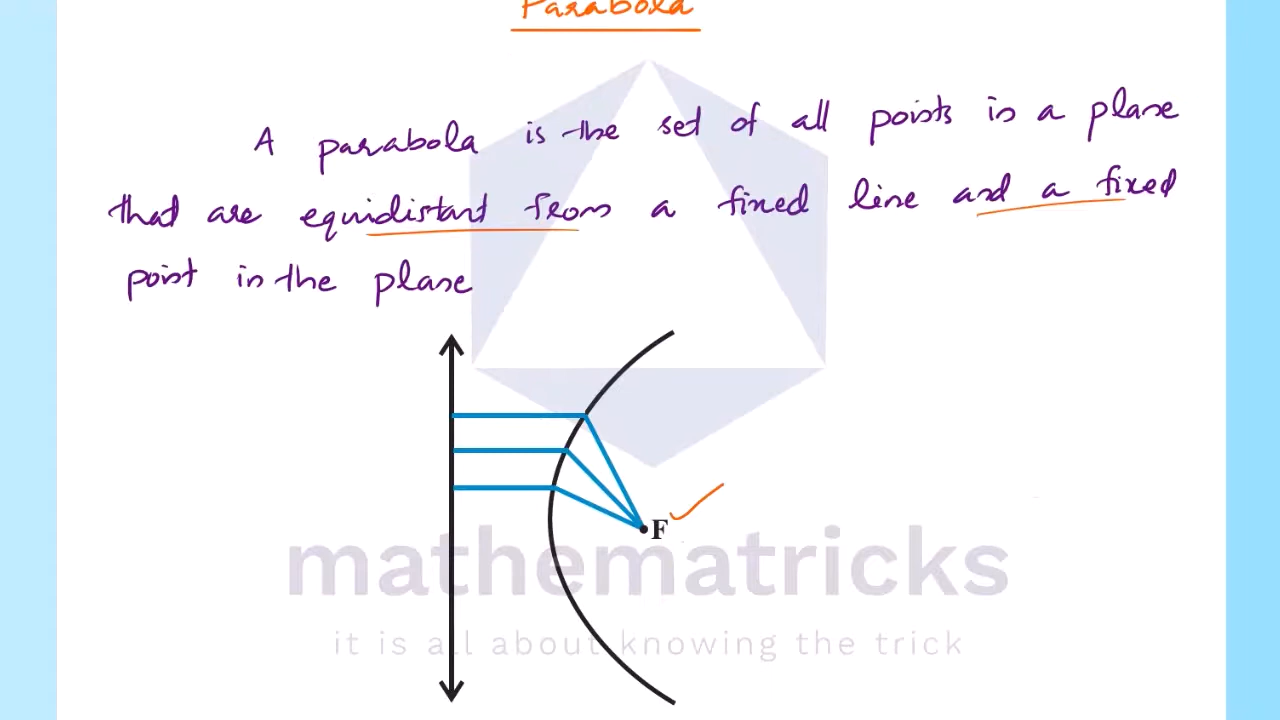 Parabola
A parabola is the set of all points in a plane
that are equidistant from a fixed line and a fixed
point in the plane
F
mathematricks
it is all about knowing the trick